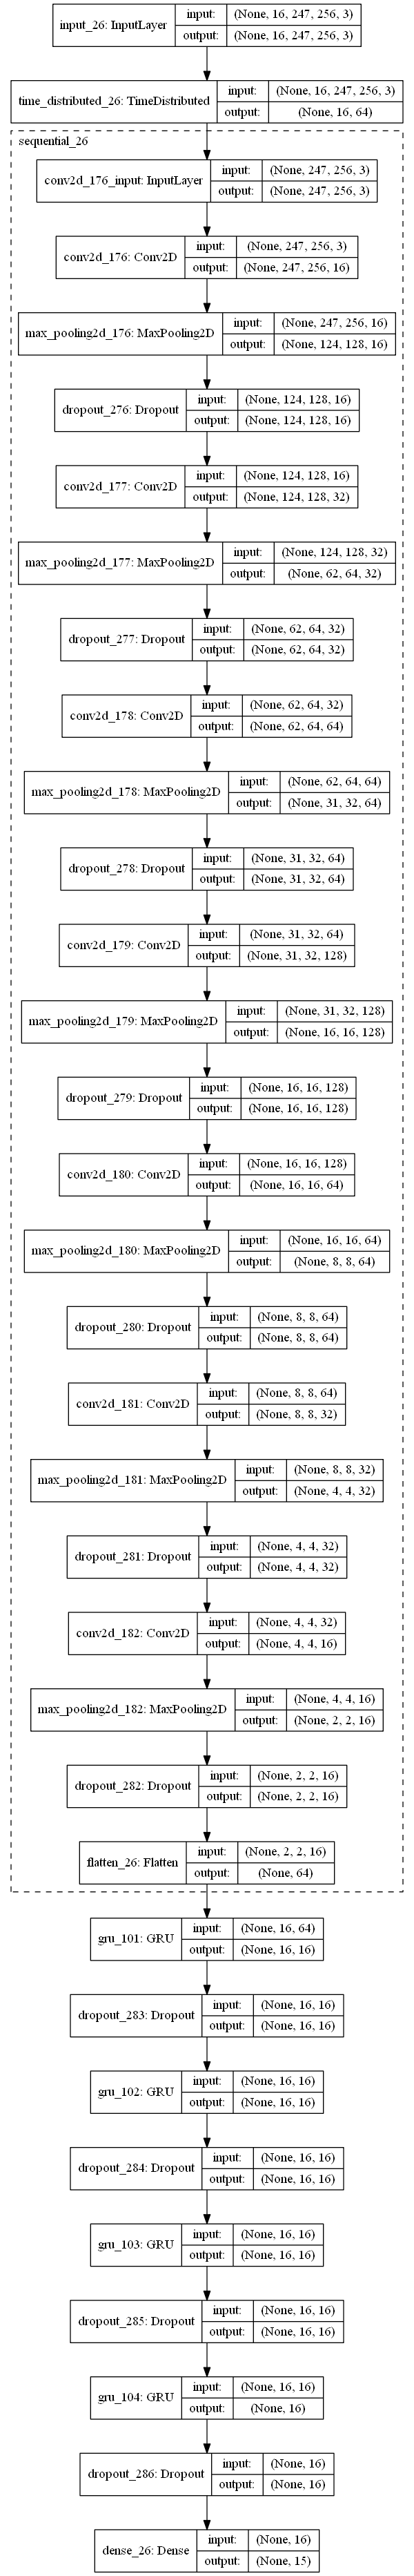 input_26: InputLayer
input: (None, 16, 247, 256, 3)
output: (None, 16, 247, 256, 3)
time_distributed_26: TimeDistributed
input: (None, 16, 247, 256, 3)
output: (None, 16, 64)
sequential_26
conv2d_176_input: InputLayer
input: (None, 247, 256, 3)
output: (None, 247, 256, 3)
conv2d_176: Conv2D
input: (None, 247, 256, 3)
output: (None, 247, 256, 16)
max_pooling2d_176: MaxPooling2D
input: (None, 247, 256, 16)
output: (None, 124, 128, 16)
dropout_276: Dropout
input: (None, 124, 128, 16)
output: (None, 124, 128, 16)
conv2d_177: Conv2D
input: (None, 124, 128, 16)
output: (None, 124, 128, 32)
max_pooling2d_177: MaxPooling2D
input: (None, 124, 128, 32)
output: (None, 62, 64, 32)
dropout_277: Dropout
input: (None, 62, 64, 32)
output: (None, 62, 64, 32)
conv2d_178: Conv2D
input: (None, 62, 64, 32)
output: (None, 62, 64, 64)
max_pooling2d_178: MaxPooling2D
input: (None, 62, 64, 64)
output: (None, 31, 32, 64)
dropout_278: Dropout
input: (None, 31, 32, 64)
output: (None, 31, 32, 64)
conv2d_179: Conv2D
input: (None, 31, 32, 64)
output: (None, 31, 32, 128)
max_pooling2d_179: MaxPooling2D
input: (None, 31, 32, 128)
output: (None, 16, 16, 128)
dropout_279: Dropout
input: (None, 16, 16, 128)
output: (None, 16, 16, 128)
conv2d_180: Conv2D
input: (None, 16, 16, 128)
output: (None, 16, 16, 64)
max_pooling2d_180: MaxPooling2D
input: (None, 16, 16, 64)
output: (None, 8, 8, 64)
dropout_280: Dropout
input: (None, 8, 8, 64)
output: (None, 8, 8, 64)
conv2d_181: Conv2D
input: (None, 8, 8, 64)
output: (None, 8, 8, 32)
max_pooling2d_181: MaxPooling2D
input: (None, 8, 8, 32)
output: (None, 4, 4, 32)
dropout_281: Dropout
input: (None, 4, 4, 32)
output: (None, 4, 4, 32)
conv2d_182: Conv2D
input: (None, 4, 4, 32)
output: (None, 4, 4, 16)
max_pooling2d_182: MaxPooling2D
input: (None, 4, 4, 16)
output: (None, 2, 2, 16)
dropout_282: Dropout
input: (None, 2, 2, 16)
output: (None, 2, 2, 16)
flatten_26: Flatten
input: (None, 2, 2, 16)
output: (None, 64)
gru_101: GRU
input: (None, 16, 64)
output: (None, 16, 16)
dropout_283: Dropout
input: (None, 16, 16)
output: (None, 16, 16)
gru_102: GRU
input: (None, 16, 16)
output: (None, 16, 16)
dropout_284: Dropout
input: (None, 16, 16)
output: (None, 16, 16)
gru_103: GRU
input: (None, 16, 16)
output: (None, 16, 16)
dropout_285: Dropout
input: (None, 16, 16)
output: (None, 16, 16)
gru_104: GRU
input: (None, 16, 16)
output: (None, 16)
dropout_286: Dropout
input: (None, 16)
output: (None, 16)
dense_26: Dense
input: (None, 16)
output: (None, 15)